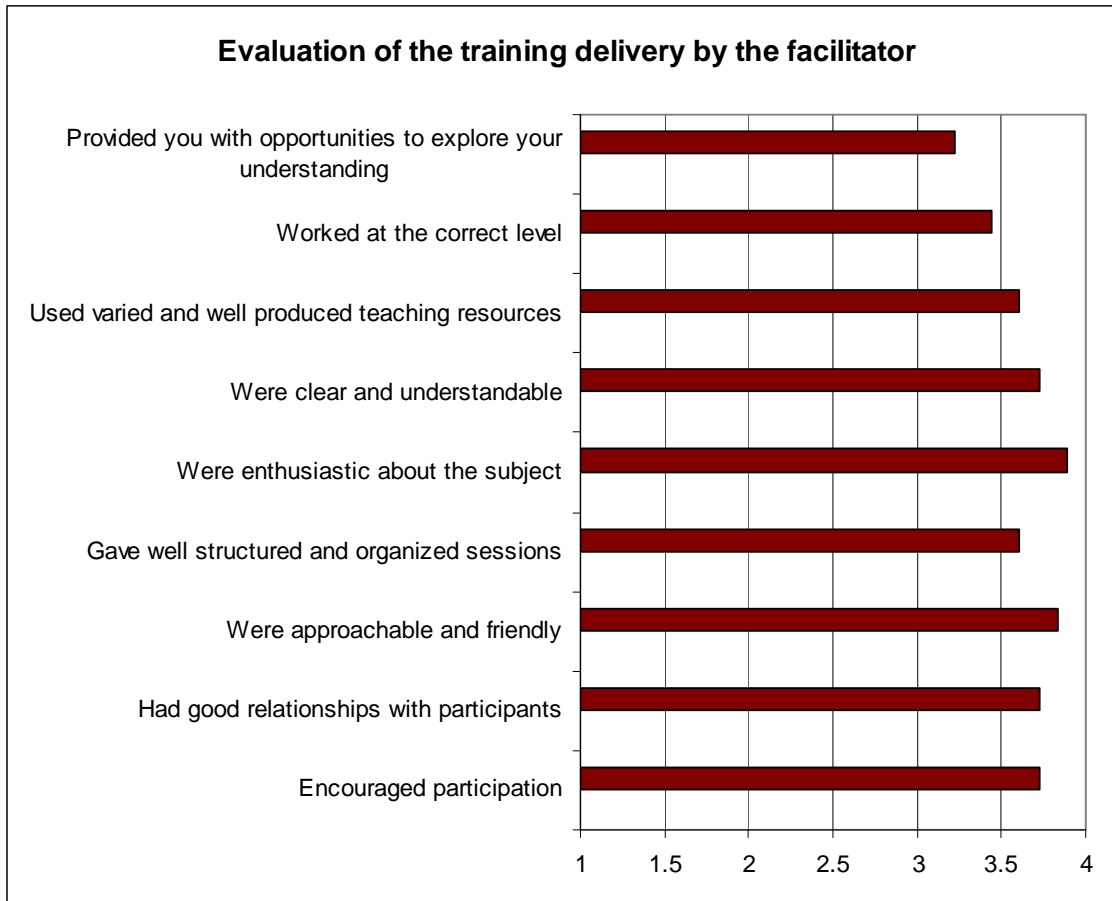 Evaluation of the training delivery by the facilitator
Provided you with opportunities to explore your
understanding
Worked at the correct level
Used varied and well produced teaching resources
Were clear and understandable
Were enthusiastic about the subject
Gave well structured and organized sessions
Were approachable and friendly
Had good relationships with participants
Encouraged participation
1 1.5 2 2.5 3 3.5 4